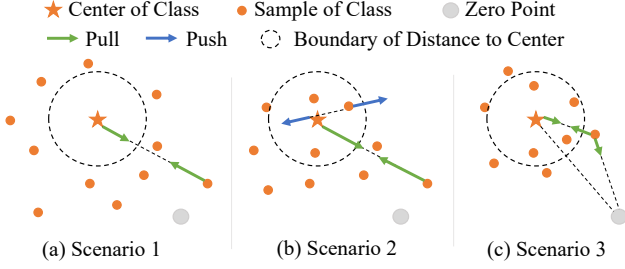 Center of Class Sample of Class Zero Point
Pull Push Boundary of Distance to Center
(a) Scenario 1 (b) Scenario 2 (c) Scenario 3